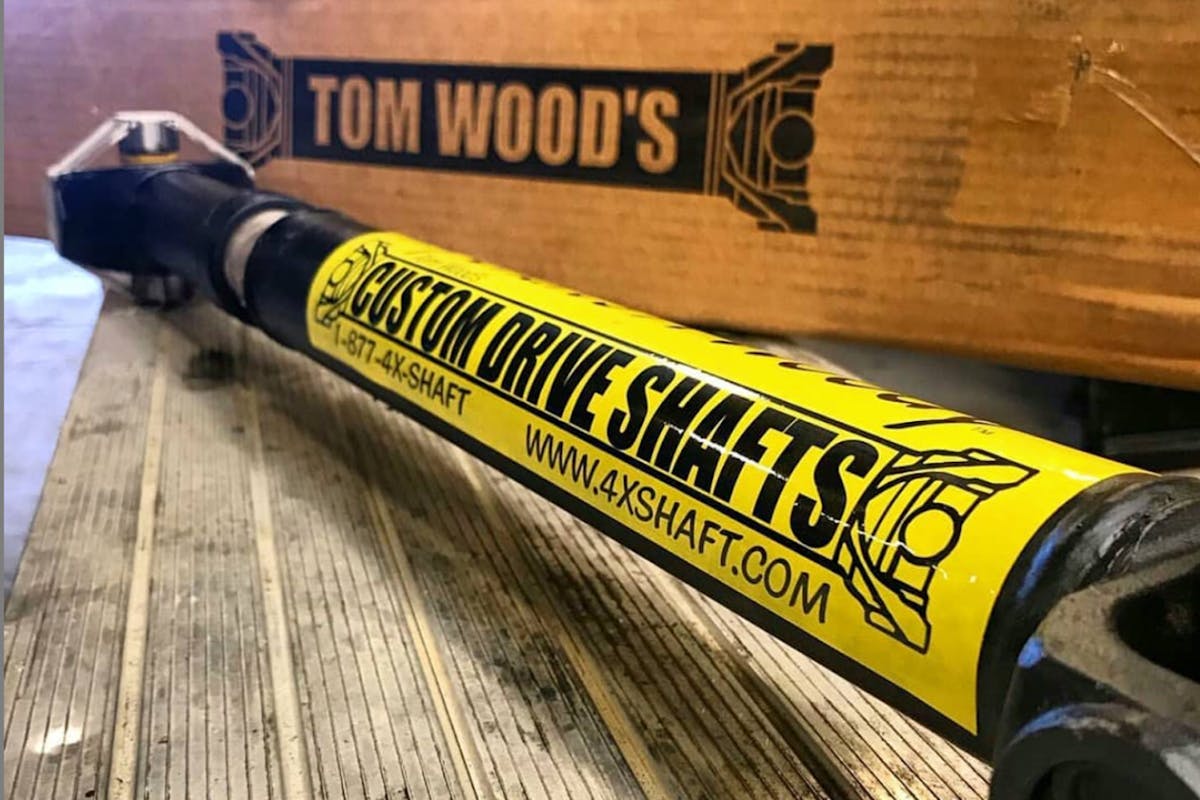 TOM WOOD'S
CUSTOM DRIVE SHAFTS
1-877-4X-SHAFT
WWW.4XSHAFT.COM